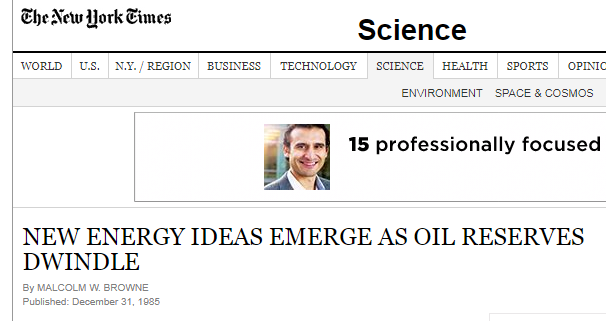 The New York Times
Science
WORLD U.S. N.Y. / REGION BUSINESS TECHNOLOGY SCIENCE HEALTH SPORTS OPINIO
ENVIRONMENT SPACE & COSMOS
15 professionally focused
NEW ENERGY IDEAS EMERGE AS OIL RESERVES
DWINDLE
By MALCOLM W. BROWNE
Published: December 31, 1985